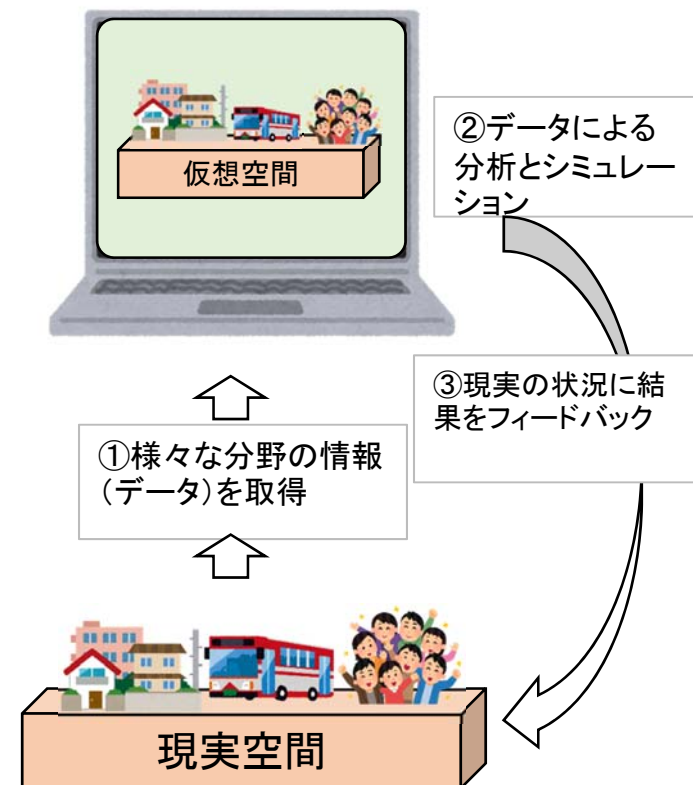 仮想空間
②データによる
分析とシミュレー
ション
③現実の状況に結
果をフィードバック
①様々な分野の情報
（データ）を取得
現実空間